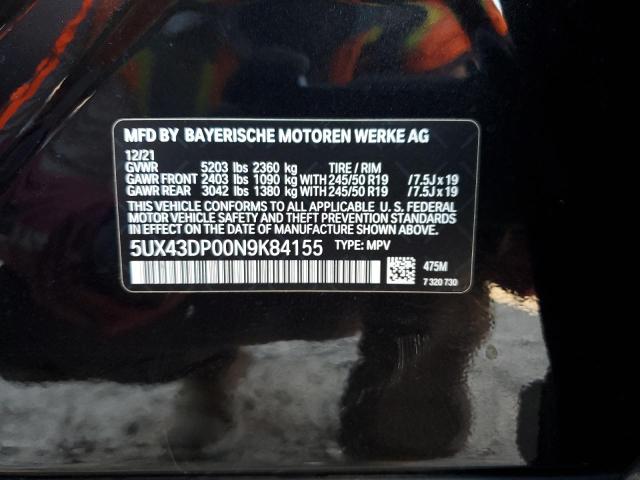 MFD BY BAYERISCHE MOTOREN WERKE AG
12/21
GVWR 5203 lbs 2360 kg TIRE / RIM
GAWR FRONT 2403 lbs 1090 kg WITH 245/50 R19 /7.5J x 19
GAWR REAR 3042 lbs 1380 kg WITH 245/50 R19 /7.5J x 19
THIS VEHICLE CONFORMS TO ALL APPLICABLE U. S. FEDERAL
MOTOR VEHICLE SAFETY AND THEFT PREVENTION STANDARDS
IN EFFECT ON THE DATE OF MANUFACTURE SHOWN ABOVE.
5UX43DP00N9K84155 TYPE: MPV
475M
7 320 730